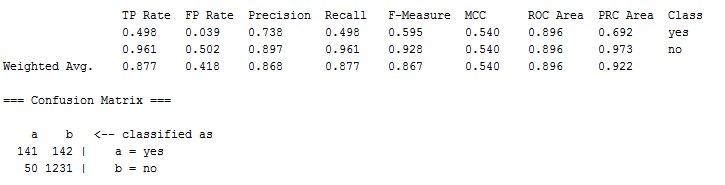 TP Rate FP Rate Precision Recall F-Measure MCC ROC Area PRC Area Class
0.498 0.039 0.738 0.498 0.595 0.540 0.896 0.692 yes
0.961 0.502 0.897 0.961 0.928 0.540 0.896 0.973 no
Weighted Avg. 0.877 0.418 0.868 0.877 0.867 0.540 0.896 0.922
=== Confusion Matrix ===
a b <-- classified as
141 142 | a = yes
50 1231 | b = no